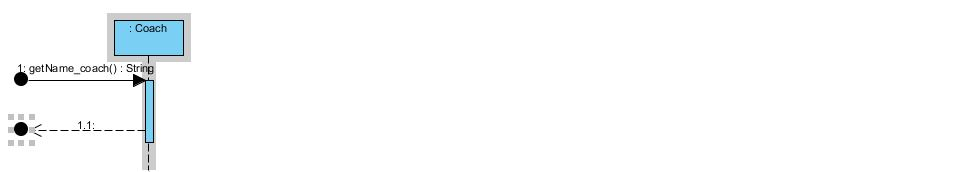 : Coach
1: getName_coach() : String
1.1: